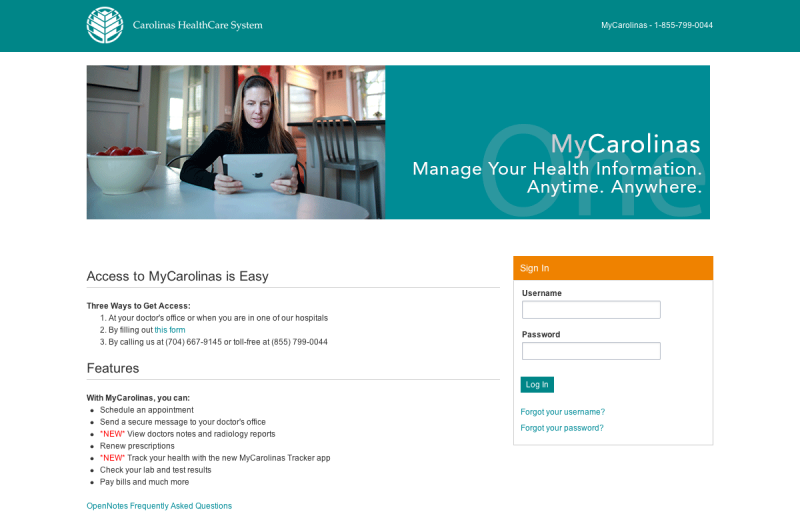 Carolinas HealthCare System
MyCarolinas - 1-855-799-0044
One
MyCarolinas
Manage Your Health Information.
Anytime. Anywhere.
Access to MyCarolinas is Easy
Three Ways to Get Access:
1. At your doctor's office or when you are in one of our hospitals
2. By filling out this form
3. By calling us at (704) 667-9145 or toll-free at (855) 799-0044
Features
With MyCarolinas, you can:
Schedule an appointment
Send a secure message to your doctor's office
*NEW* View doctors notes and radiology reports
Renew prescriptions
*NEW* Track your health with the new MyCarolinas Tracker app
Check your lab and test results
Pay bills and much more
OpenNotes Frequently Asked Questions
Sign In
Username
Password
Log In
Forgot your username?
Forgot your password?